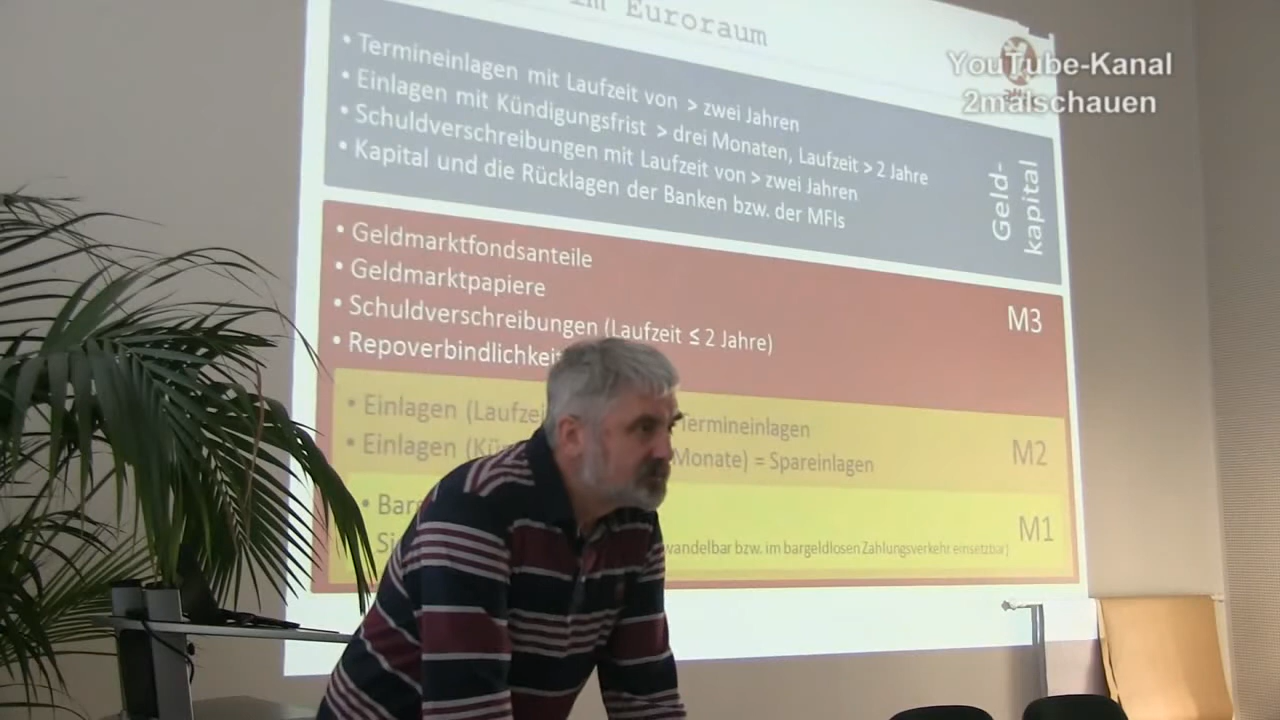 im Euroraum
YouTube-Kanal
2malschauen
• Termineinlagen mit Laufzeit von > zwei Jahren
• Einlagen mit Kündigungsfrist > drei Monaten, Laufzeit > 2 Jahre
• Schuldverschreibungen mit Laufzeit von > zwei Jahren
• Kapital und die Rücklagen der Banken bzw. der MFIs
Geld-
kapital
• Geldmarktfondsanteile
• Geldmarktpapiere
• Schuldverschreibungen (Laufzeit ≤ 2 Jahre)
• Repoverbindlichkei
M3
• Einlagen (Laufzei Termineinlagen
• Einlagen (Kün Monate) = Spareinlagen
M2
• Bar
Si wandelbar bzw. im bargeldlosen Zahlungsverkehr einsetzbar)
M1